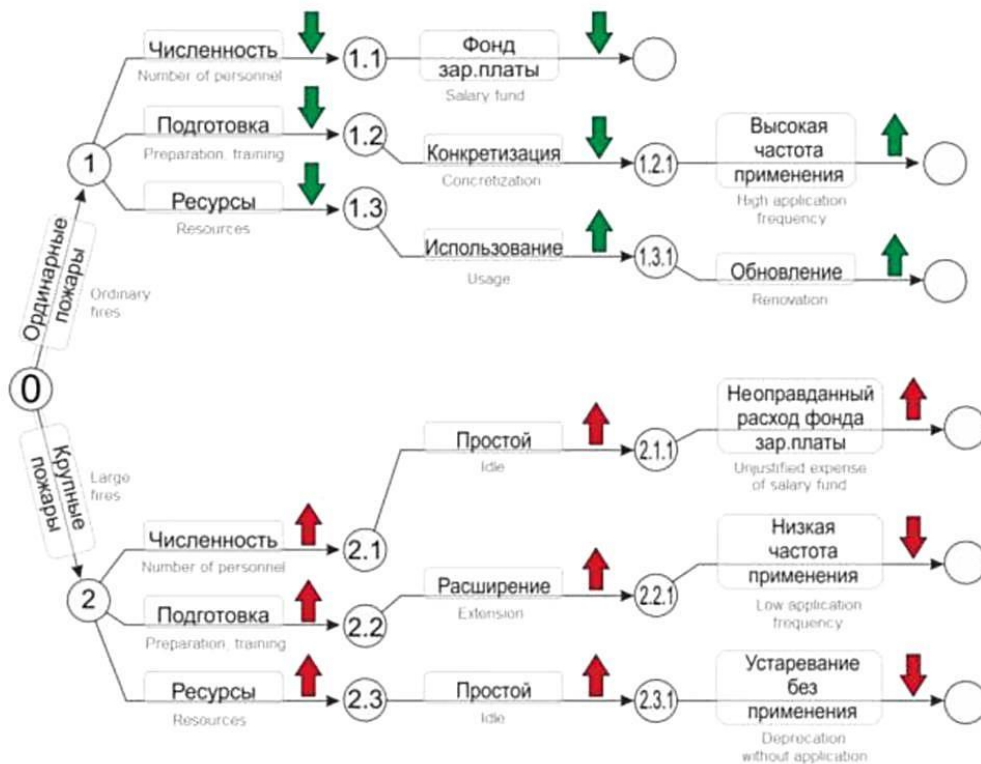 Численность
Number of personnel
1.1
Фонд
зар.платы
Salary fund
Подготовка
Preparation, training
1.2
Конкретизация
Concretization
1.2.1
Высокая
частота
применения
High application
frequency
1
Ресурсы
Resources
1.3
Использование
Usage
1.3.1
Обновление
Renovation
Ординарные
пожары
Ordinary
fires
0
Крупные
пожары
Large
fires
Простой
Idle
2.1.1
Неоправданный
расход фонда
зар.платы
Unjustified expense
of salary fund
Численность
Number of personnel
2.1
2
Подготовка
Preparation, training
2.2
Расширение
Extension
2.2.1
Низкая
частота
применения
Low application
frequency
Ресурсы
Resources
2.3
Простой
Idle
2.3.1
Устаревание
без
применения
Deprecation
without application